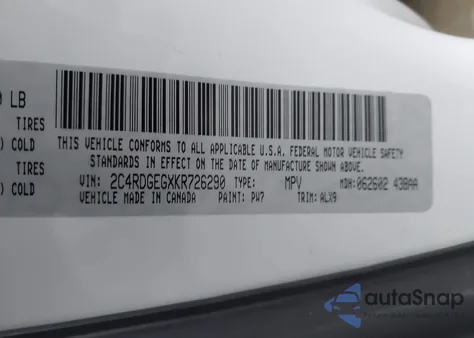 LB
TIRES
COLD
TIRES
COLD
THIS VEHICLE CONFORMS TO ALL APPLICABLE U.S.A. FEDERAL MOTOR VEHICLE SAFETY
STANDARDS IN EFFECT ON THE DATE OF MANUFACTURE SHOWN ABOVE.
VIN: 2C4RDGEGXKR726290 TYPE: MPV MDH: 062602 43BAA
VEHICLE MADE IN CANADA PAINT: PW7 TRIM: ALX9
autaSnap